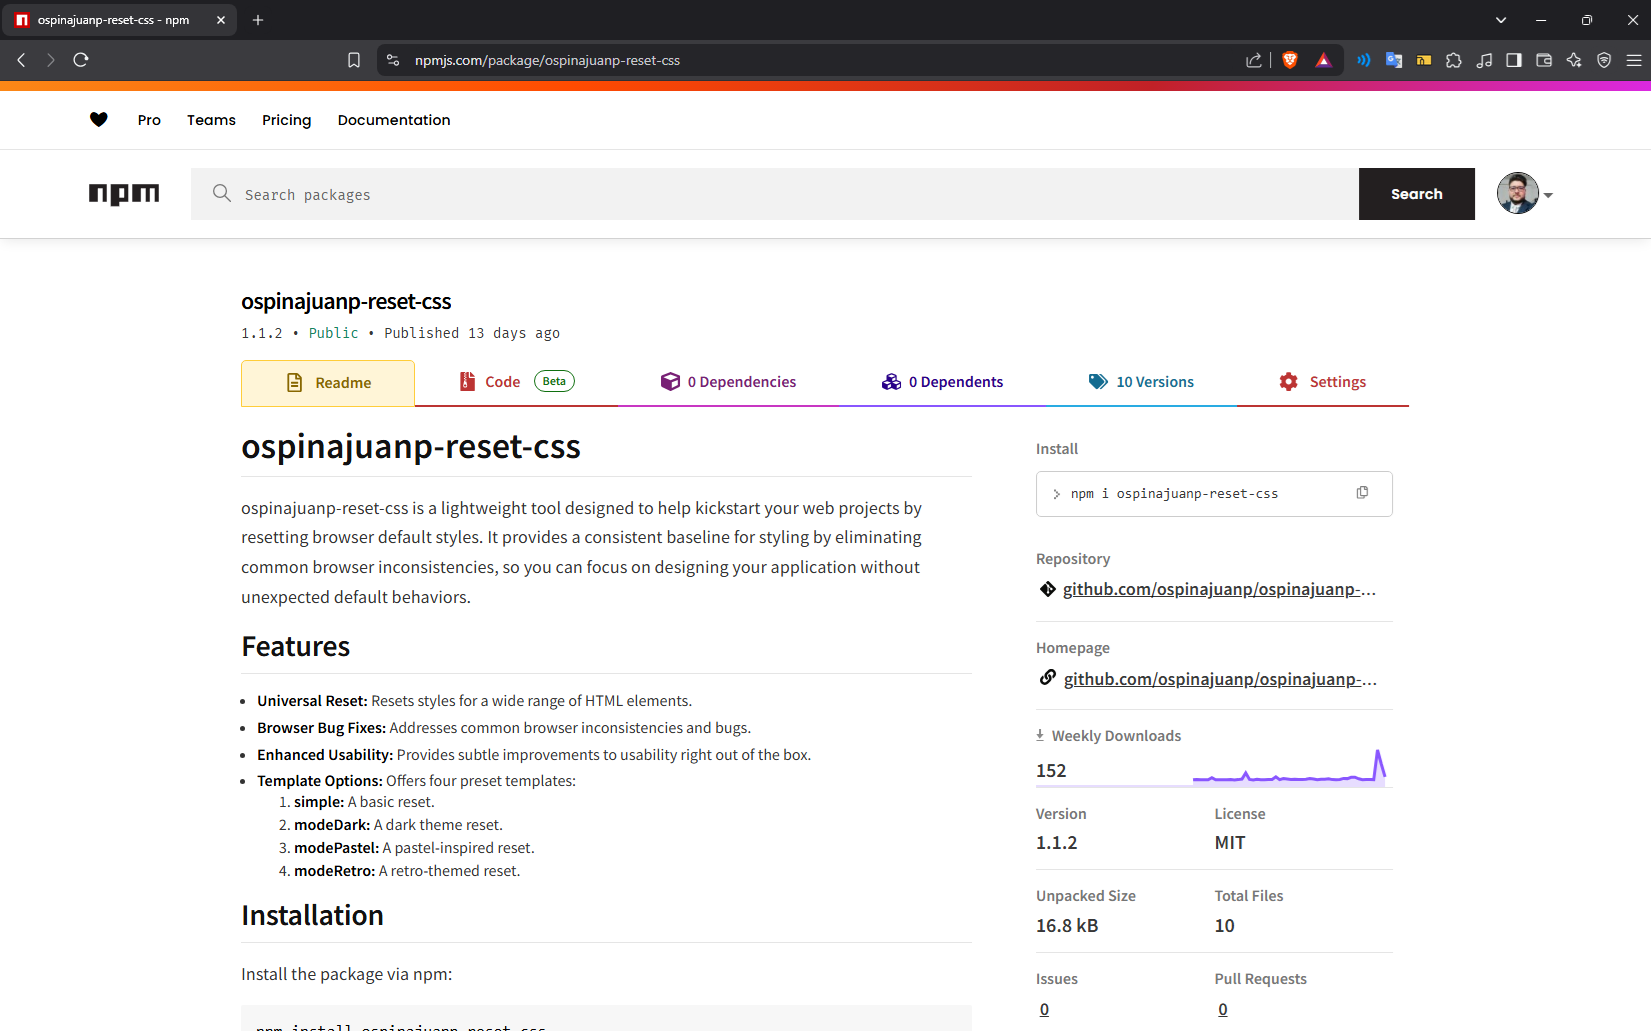 ospinajuanp-reset-css - npm
npmjs.com/package/ospinajuanp-reset-css
Pro Teams Pricing Documentation
npm Search packages Search
ospinajuanp-reset-css
1.1.2 • Public • Published 13 days ago
Readme Code Beta 0 Dependencies 0 Dependents 10 Versions Settings
ospinajuanp-reset-css
ospinajuanp-reset-css is a lightweight tool designed to help kickstart your web projects by
resetting browser default styles. It provides a consistent baseline for styling by eliminating
common browser inconsistencies, so you can focus on designing your application without
unexpected default behaviors.
Features
• Universal Reset: Resets styles for a wide range of HTML elements.
• Browser Bug Fixes: Addresses common browser inconsistencies and bugs.
• Enhanced Usability: Provides subtle improvements to usability right out of the box.
• Template Options: Offers four preset templates:
1. simple: A basic reset.
2. modeDark: A dark theme reset.
3. modePastel: A pastel-inspired reset.
4. modeRetro: A retro-themed reset.
Installation
Install the package via npm:
npm install ospinajuanp-reset-css
Install
> npm i ospinajuanp-reset-css
Repository
github.com/ospinajuanp/ospinajuanp-...
Homepage
github.com/ospinajuanp/ospinajuanp-...
Weekly Downloads
152
Version License
1.1.2 MIT
Unpacked Size Total Files
16.8 kB 10
Issues Pull Requests
0 0